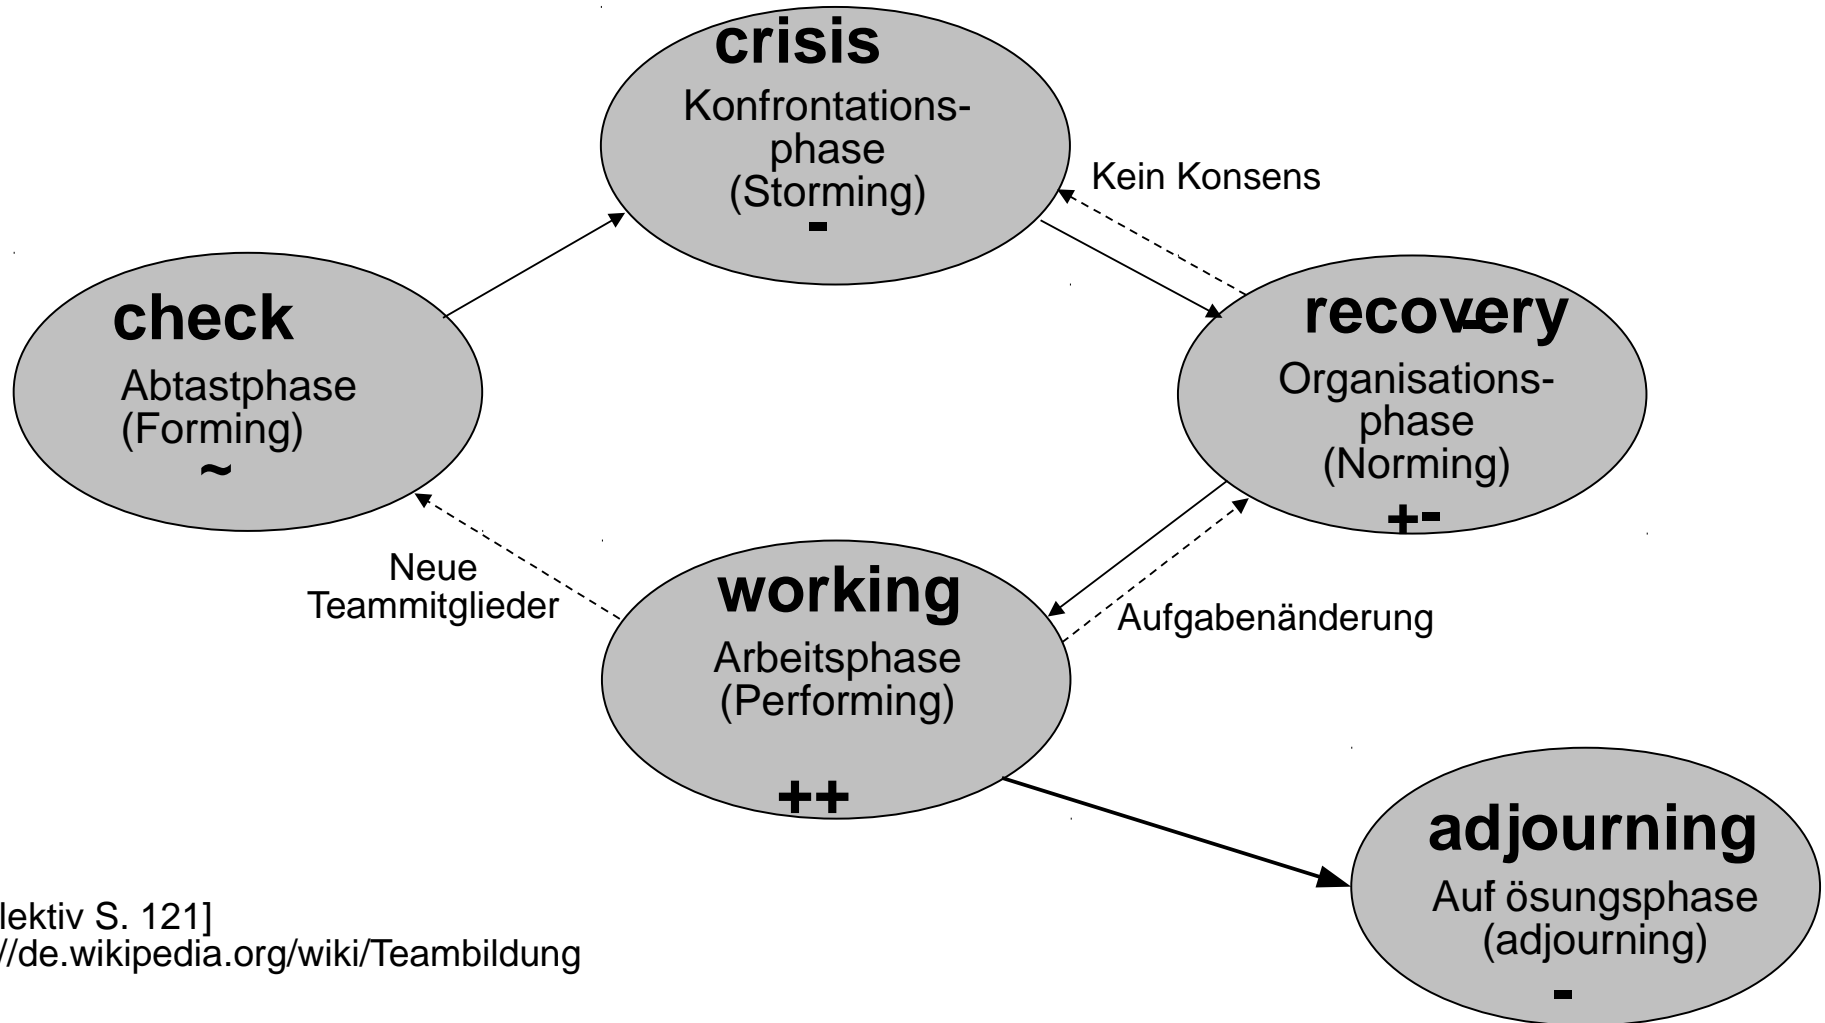 crisis
Konfrontations-
phase
(Storming)
-
Kein Konsens
check
Abtastphase
(Forming)
~
recovery
-
Organisations-
phase
(Norming)
+-
Neue
Teammitglieder
working
Arbeitsphase
(Performing)
++
Aufgabenänderung
adjourning
Auf ösungsphase
(adjourning)
-
lektiv S. 121]
//de.wikipedia.org/wiki/Teambildung